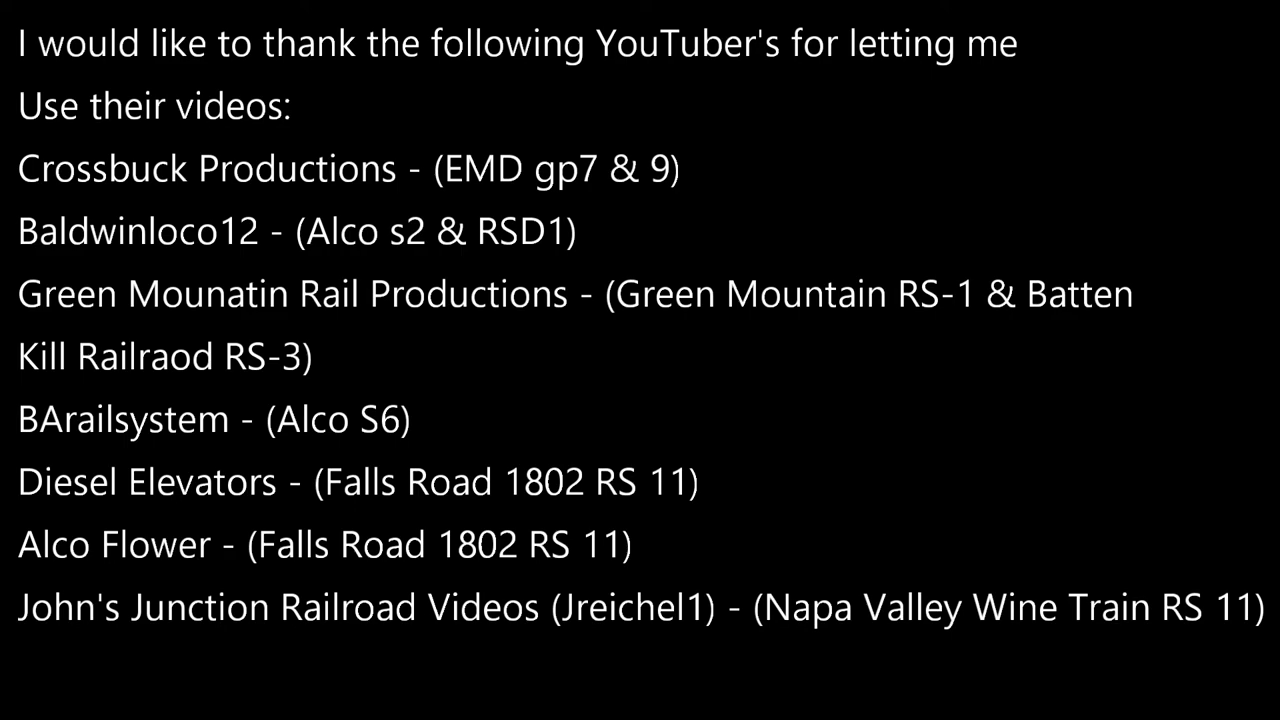 I would like to thank the following YouTuber's for letting me
Use their videos:
Crossbuck Productions - (EMD gp7 & 9)
Baldwinloco12 - (Alco s2 & RSD1)
Green Mounatin Rail Productions - (Green Mountain RS-1 & Batten
Kill Railraod RS-3)
BArailsystem - (Alco S6)
Diesel Elevators - (Falls Road 1802 RS 11)
Alco Flower - (Falls Road 1802 RS 11)
John's Junction Railroad Videos (Jreichel1) - (Napa Valley Wine Train RS 11)